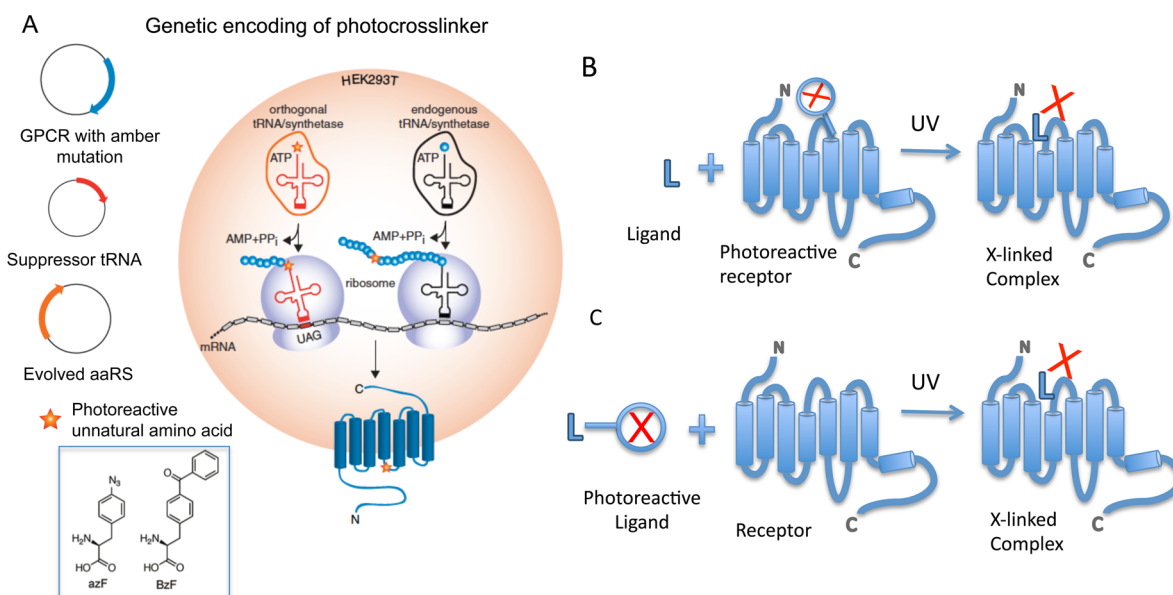 A
Genetic encoding of photocrosslinker
GPCR with amber
mutation
Suppressor tRNA
Evolved aaRS
Photoreactive
unnatural amino acid
N3
H2N
HO
O
azF
O
H2N
HO
O
BzF
HEK293T
orthogonal
tRNA/synthetase
endogenous
tRNA/synthetase
ATP
ATP
AMP+PPi
AMP+PPi
ribosome
mRNA
UAG
C
N
B
L
Ligand
N
X
C
Photoreactive
receptor
UV
N
X
L
C
X-linked
Complex
C
L
X
Photoreactive
Ligand
N
C
Receptor
UV
N
X
L
C
X-linked
Complex